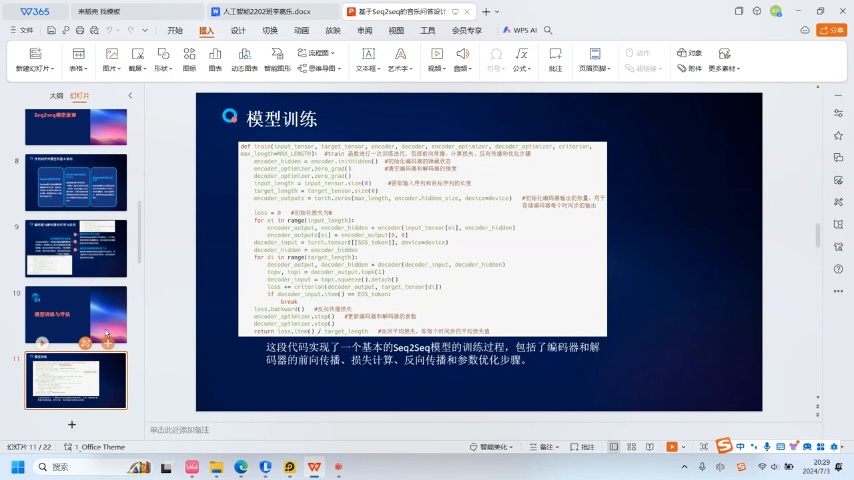 W365
来稿亮 找模板
人工智能2202班李嘉乐.docx
基于Seq2seq的音乐问答设计
文件
开始
插入
设计
切换
动画
放映
审阅
视图
工具
会员专享
WPS AI
分享
新建幻灯片
表格
图片
截屏
形状
图标
图表
动态图表
智能图形
流程图
思维导图
文本框
艺术字
视频
音频
符号
公式
批注
页眉页脚
动作
超链接
对象
附件
更多素材
大纲
幻灯片
8
9
10
04
模型训练与评估
11
模型训练
模型训练
def train(input_tensor, target_tensor, encoder, decoder, encoder_optimizer, decoder_optimizer, criterion,
max_length=MAX_LENGTH): #train 函数进行一次训练迭代，包括前向传播、计算损失、反向传播和优化步骤
encoder_hidden = encoder.initHidden() #初始化编码器的隐藏状态
encoder_optimizer.zero_grad() #清空编码器和解码器的梯度
decoder_optimizer.zero_grad()
input_length = input_tensor.size(0) #获取输入序列和目标序列的长度
target_length = target_tensor.size(0)
encoder_outputs = torch.zeros(max_length, encoder.hidden_size, device=device) #初始化编码器输出的张量，用于
存储编码器每个时间步的输出
loss = 0 #初始化损失为0
for ei in range(input_length):
encoder_output, encoder_hidden = encoder(input_tensor[ei], encoder_hidden)
encoder_outputs[ei] = encoder_output[0, 0]
decoder_input = torch.tensor([[SOS_token]], device=device)
decoder_hidden = encoder_hidden
for di in range(target_length):
decoder_output, decoder_hidden = decoder(decoder_input, decoder_hidden)
topv, topi = decoder_output.topk(1)
decoder_input = topi.squeeze().detach()
loss += criterion(decoder_output, target_tensor[di])
if decoder_input.item() == EOS_token:
break
loss.backward() #反向传播损失
encoder_optimizer.step() #更新编码器和解码器的参数
decoder_optimizer.step()
return loss.item() / target_length #返回平均损失，即每个时间步的平均损失值
这段代码实现了一个基本的Seq2Seq模型的训练过程，包括了编码器和解
码器的前向传播、损失计算、反向传播和参数优化步骤。
单击此处添加备注
幻灯片 11 / 22
1_Office Theme
智能美化
备注
批注
搜索
中
20:29
2024/7/3